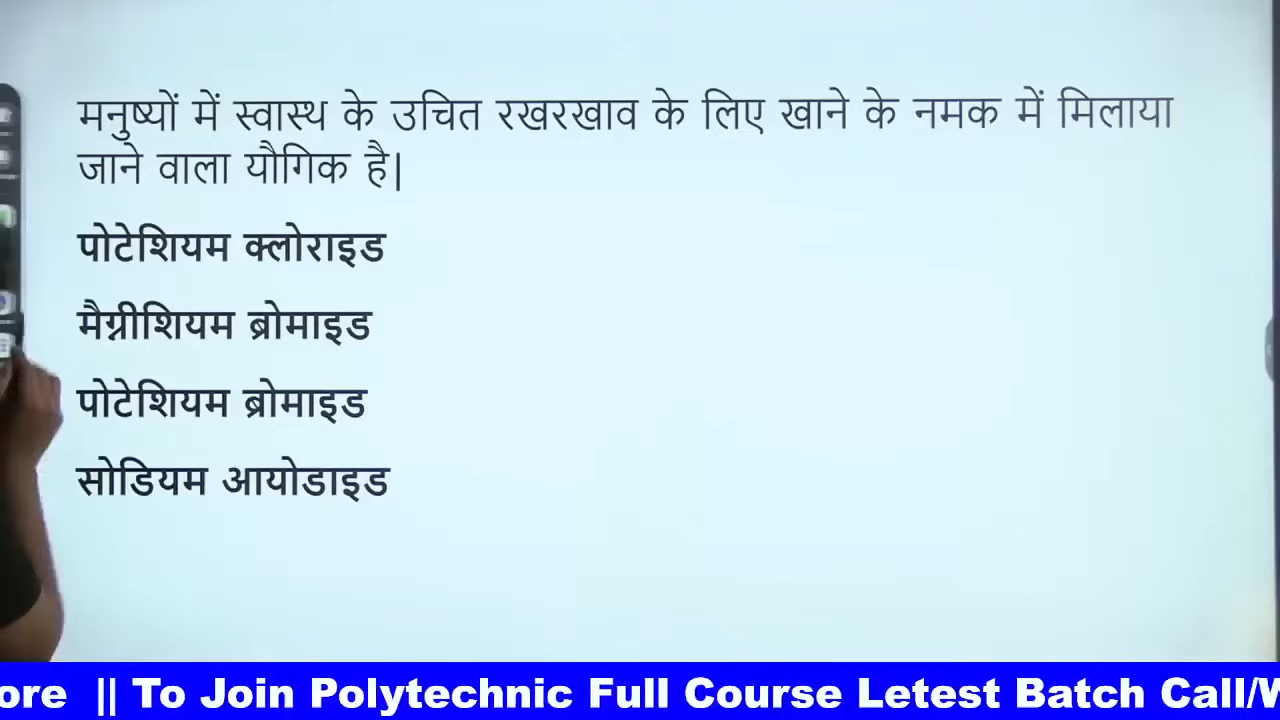 मनुष्यों में स्वास्थ के उचित रखरखाव के लिए खाने के नमक में मिलाया
जाने वाला यौगिक है|
पोटेशियम क्लोराइड
मैग्नीशियम ब्रोमाइड
पोटेशियम ब्रोमाइड
सोडियम आयोडाइड
ore || To Join Polytechnic Full Course Letest Batch Call/W